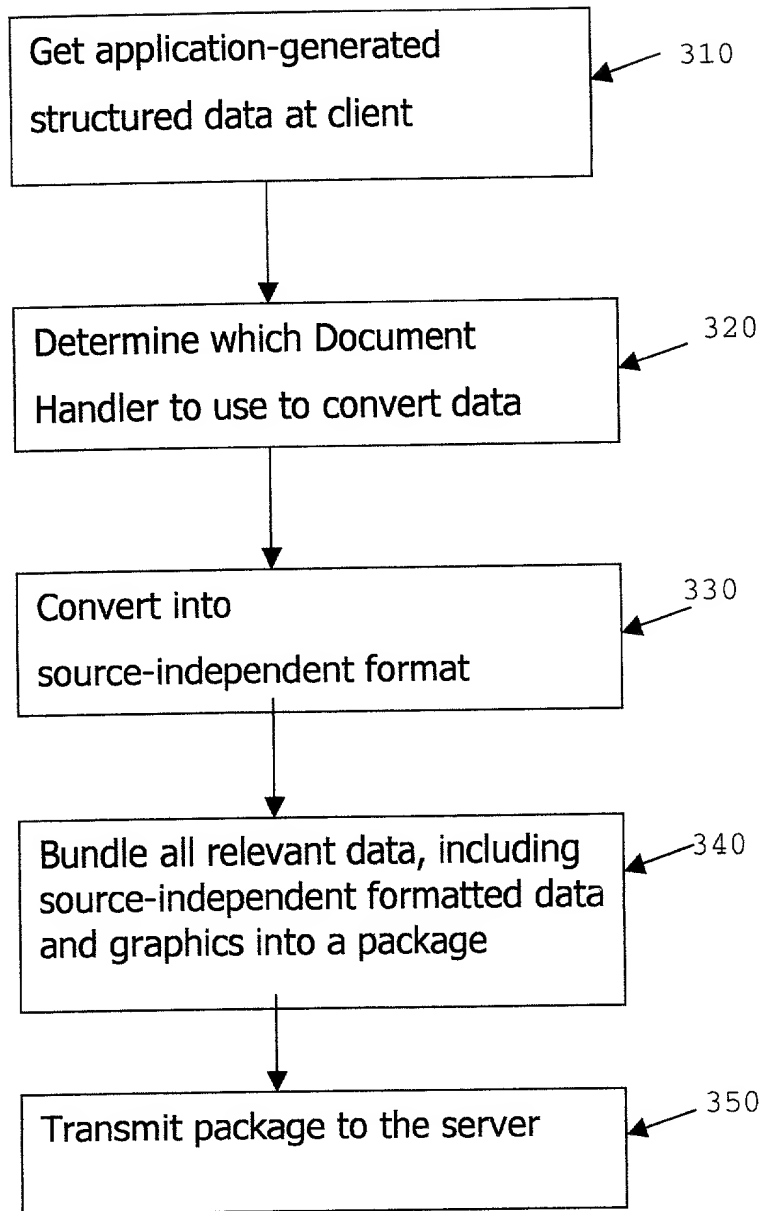 Get application-generated
structured data at client
310
Determine which Document
Handler to use to convert data
320
Convert into
source-independent format
330
Bundle all relevant data, including
source-independent formatted data
and graphics into a package
340
Transmit package to the server
350